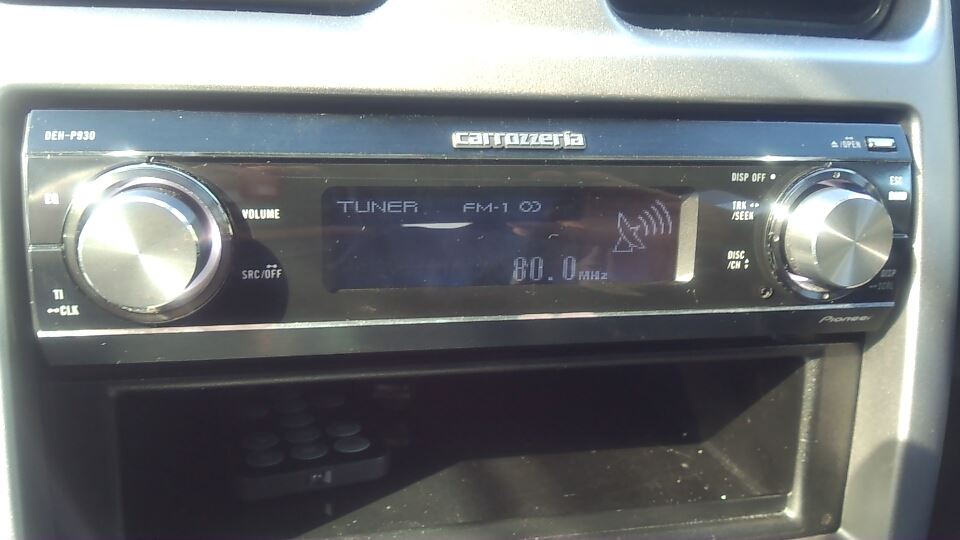 DEH-P930
carrozzeria
⏏/OPEN
EQ
VOLUME
SRC/OFF
TI
CLK
TUNER FM-1
80.0MHz
DISP OFF
TRK
/SEEK
DISC
/CH
ESC
BAND
DISP
SCRL
Pioneer